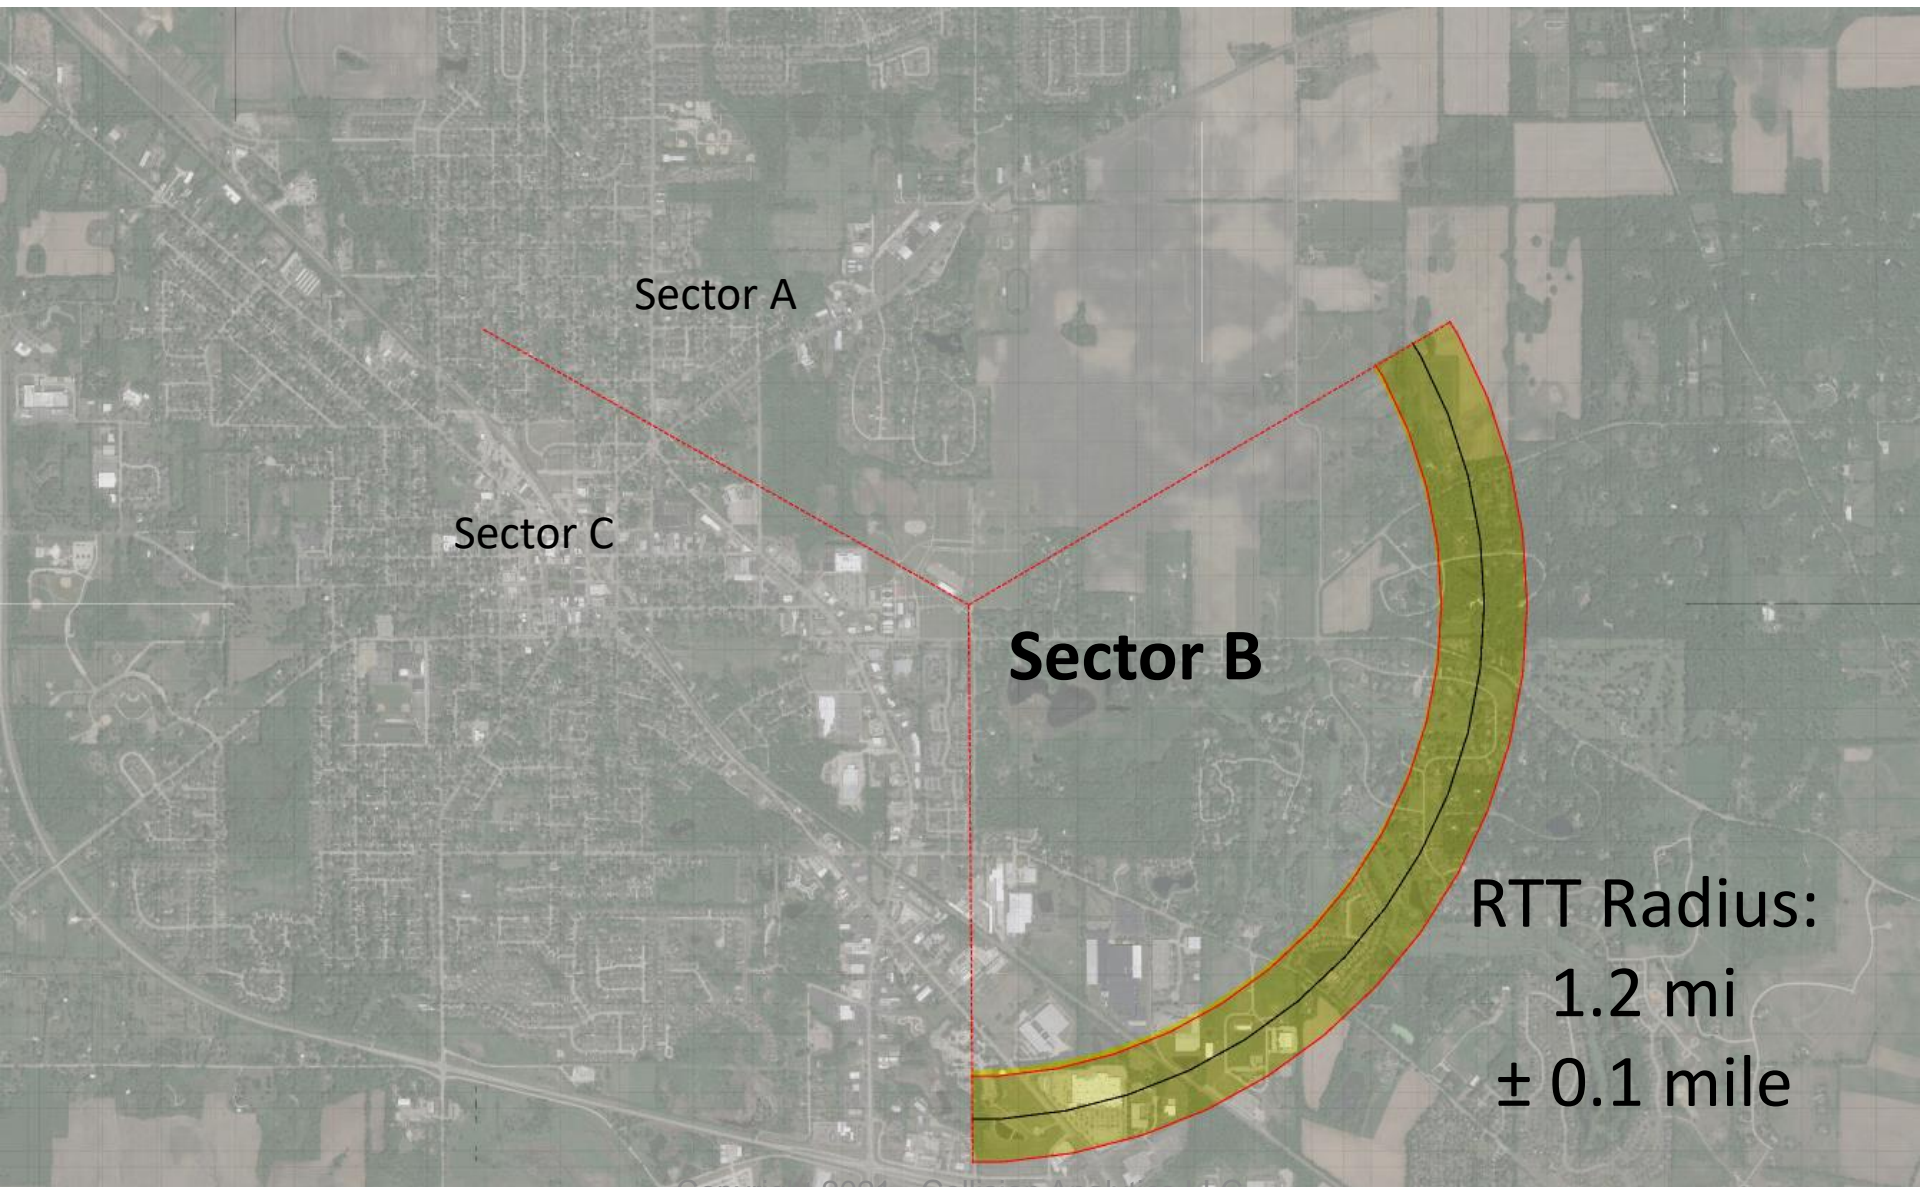 Sector A
Sector C
Sector B
RTT Radius:
1.2 mi
± 0.1 mile